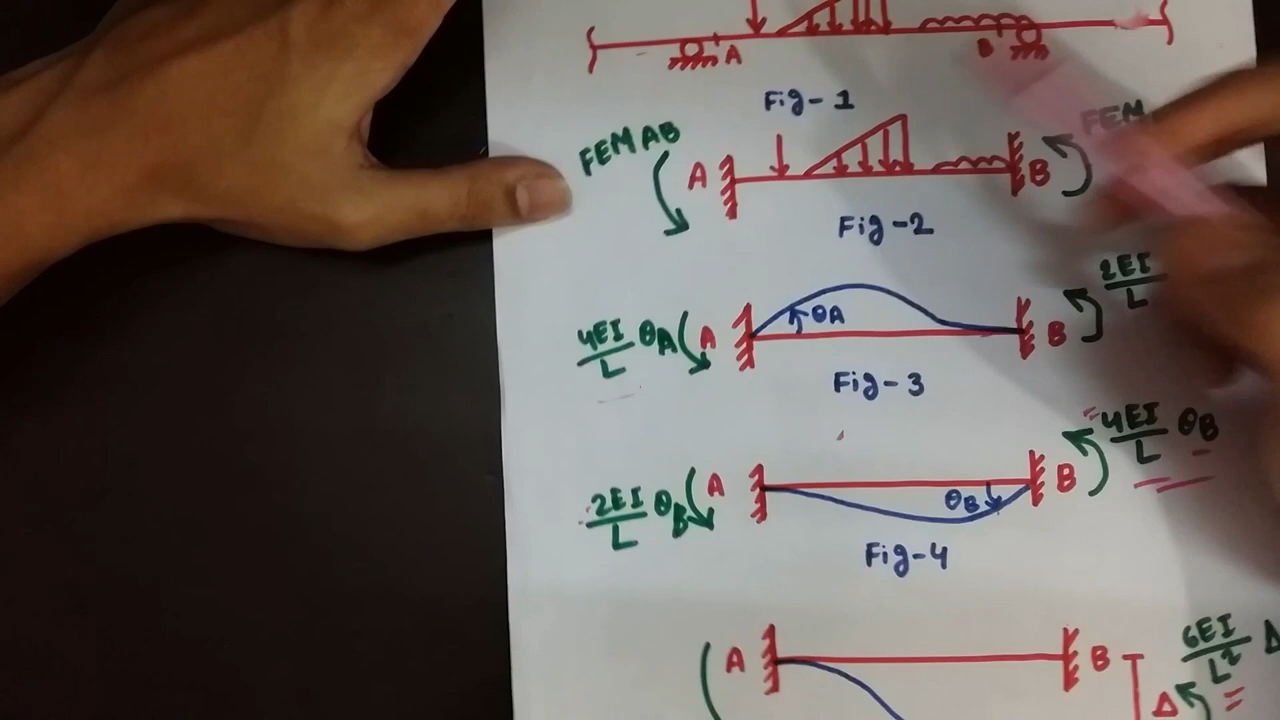 A B
Fig-1
FEM AB A B FEM
Fig-2
4EI/L θA A θA B 2EI/L
Fig-3
2EI/L θB A θB B 4EI/L θB
Fig-4
A B 6EI/L² Δ
Δ